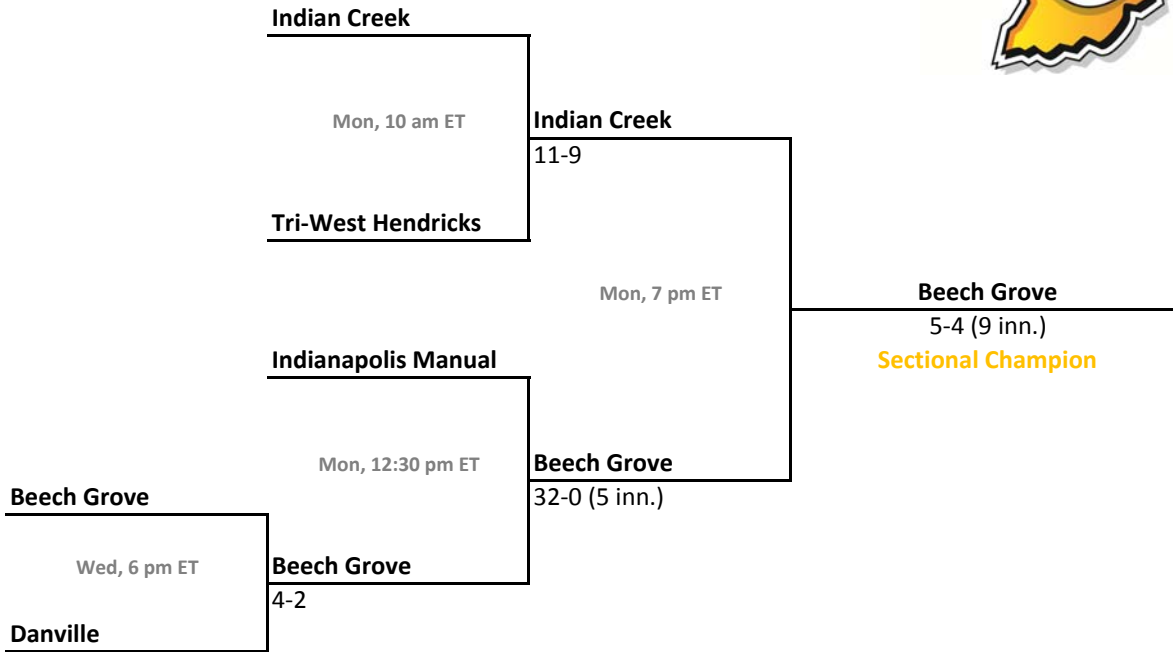 Indian Creek
Mon, 10 am ET
Indian Creek
11-9
Tri-West Hendricks
Mon, 7 pm ET
Beech Grove
5-4 (9 inn.)
Sectional Champion
Indianapolis Manual
Mon, 12:30 pm ET
Beech Grove
32-0 (5 inn.)
Beech Grove
Wed, 6 pm ET
Beech Grove
4-2
Danville